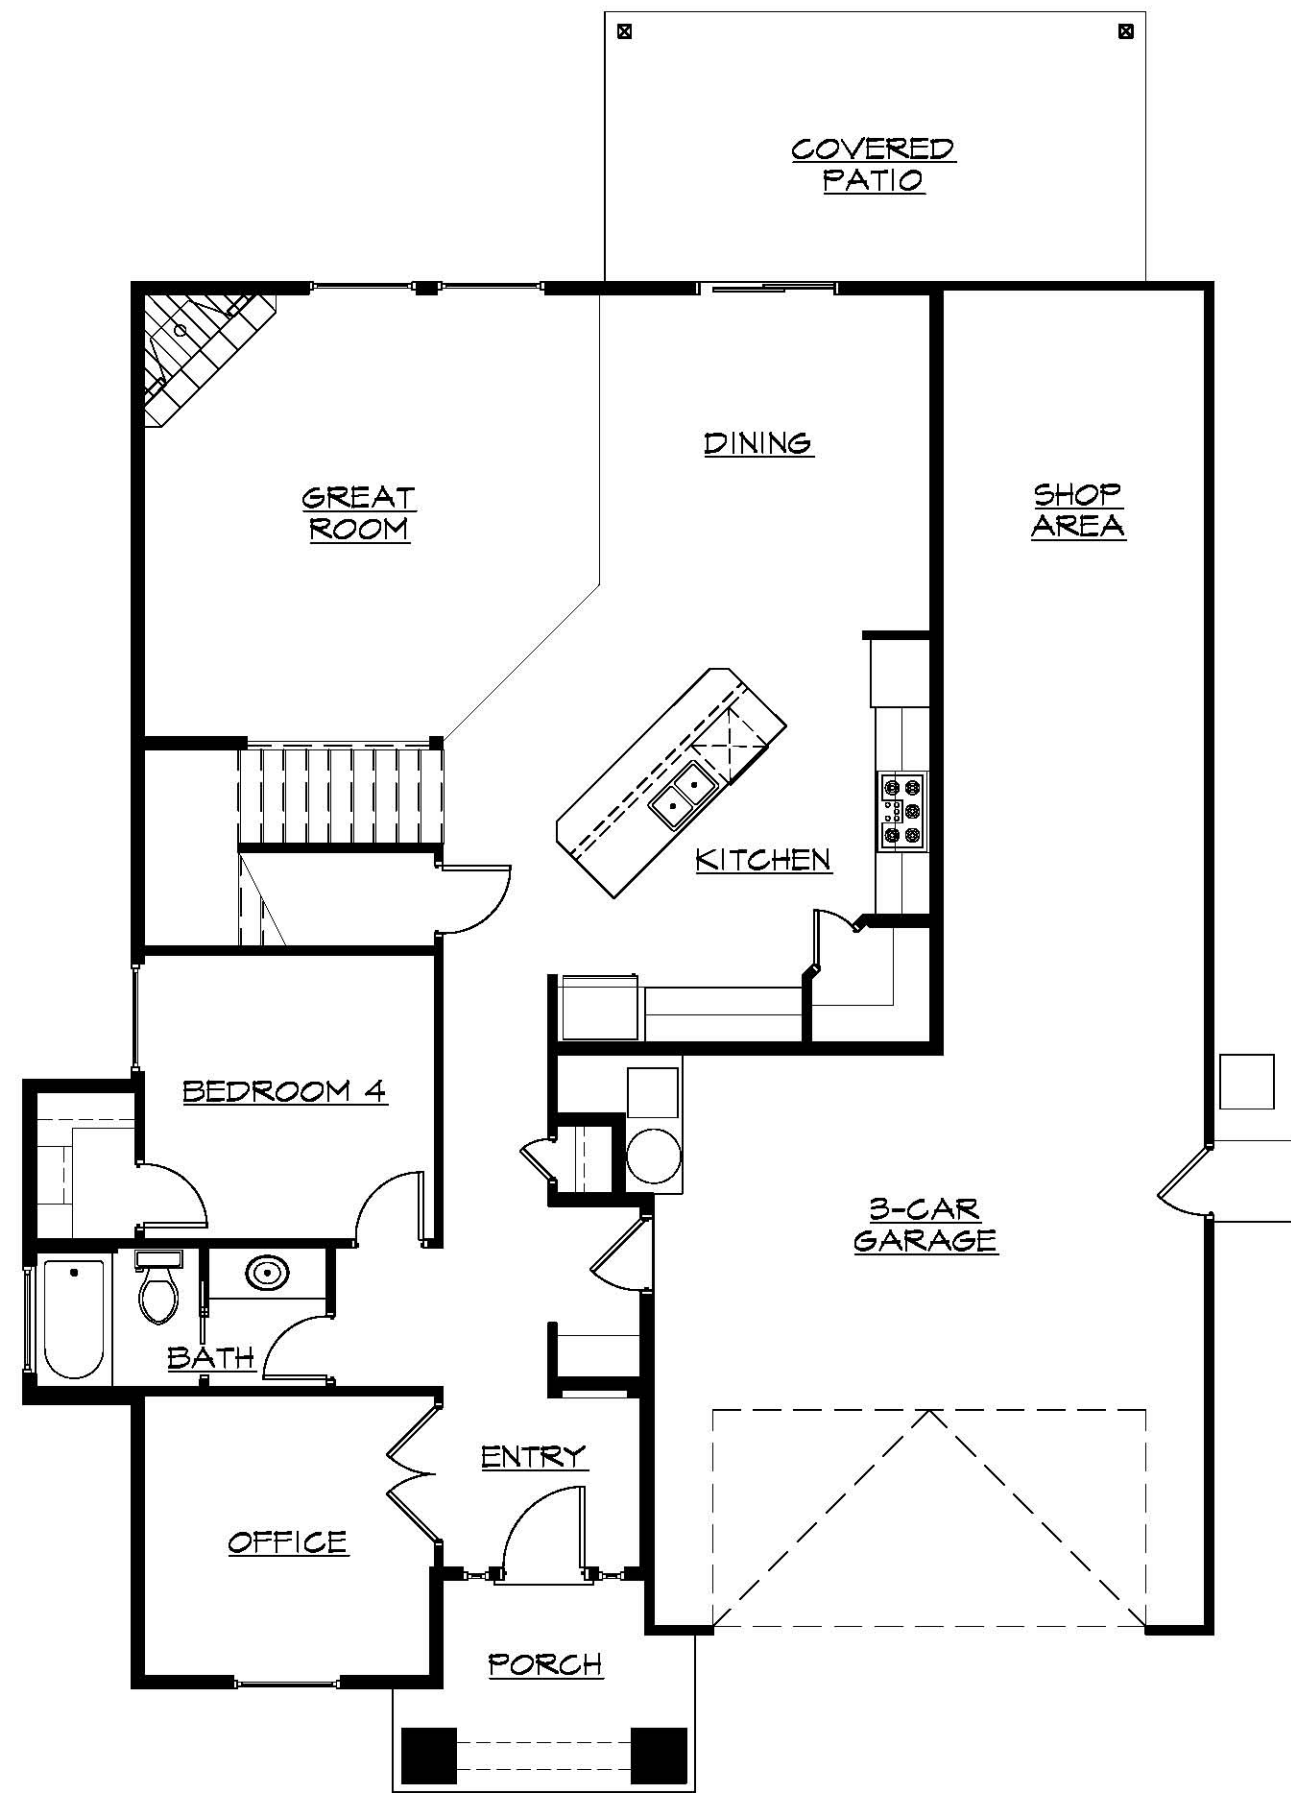 COVERED
PATIO
DINING
GREAT
ROOM
SHOP
AREA
KITCHEN
BEDROOM 4
3-CAR
GARAGE
BATH
ENTRY
OFFICE
PORCH